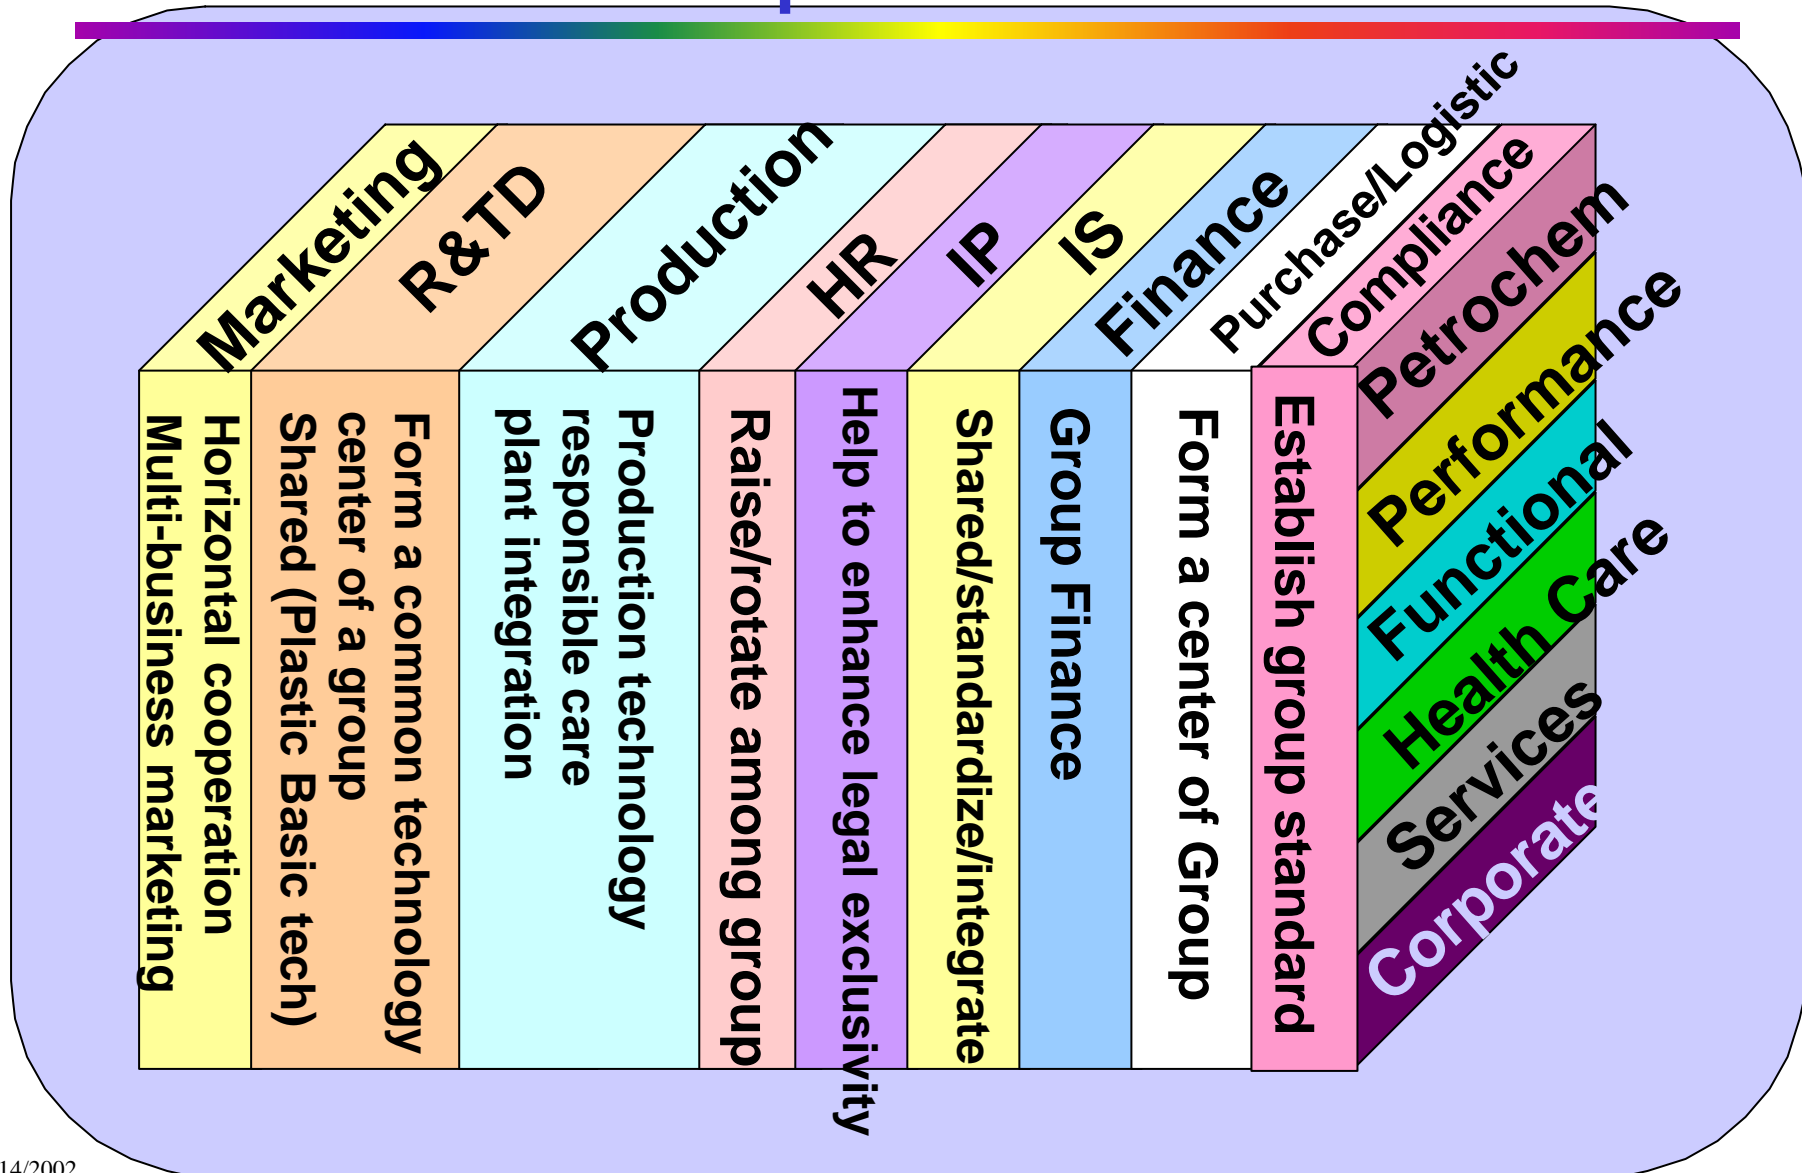 Marketing
R&TD
Production
HR
IP
IS
Finance
Purchase/Logistic
Compliance
Horizontal cooperation
Multi-business marketing
Form a common technology
center of a group
Shared (Plastic Basic tech)
Production technology
responsible care
plant integration
Raise/rotate among group
Help to enhance legal exclusivity
Shared/standardize/integrate
Group Finance
Form a center of Group
Establish group standard
Petrochem
Performance
Functional
Health Care
Services
Corporate
14/2002